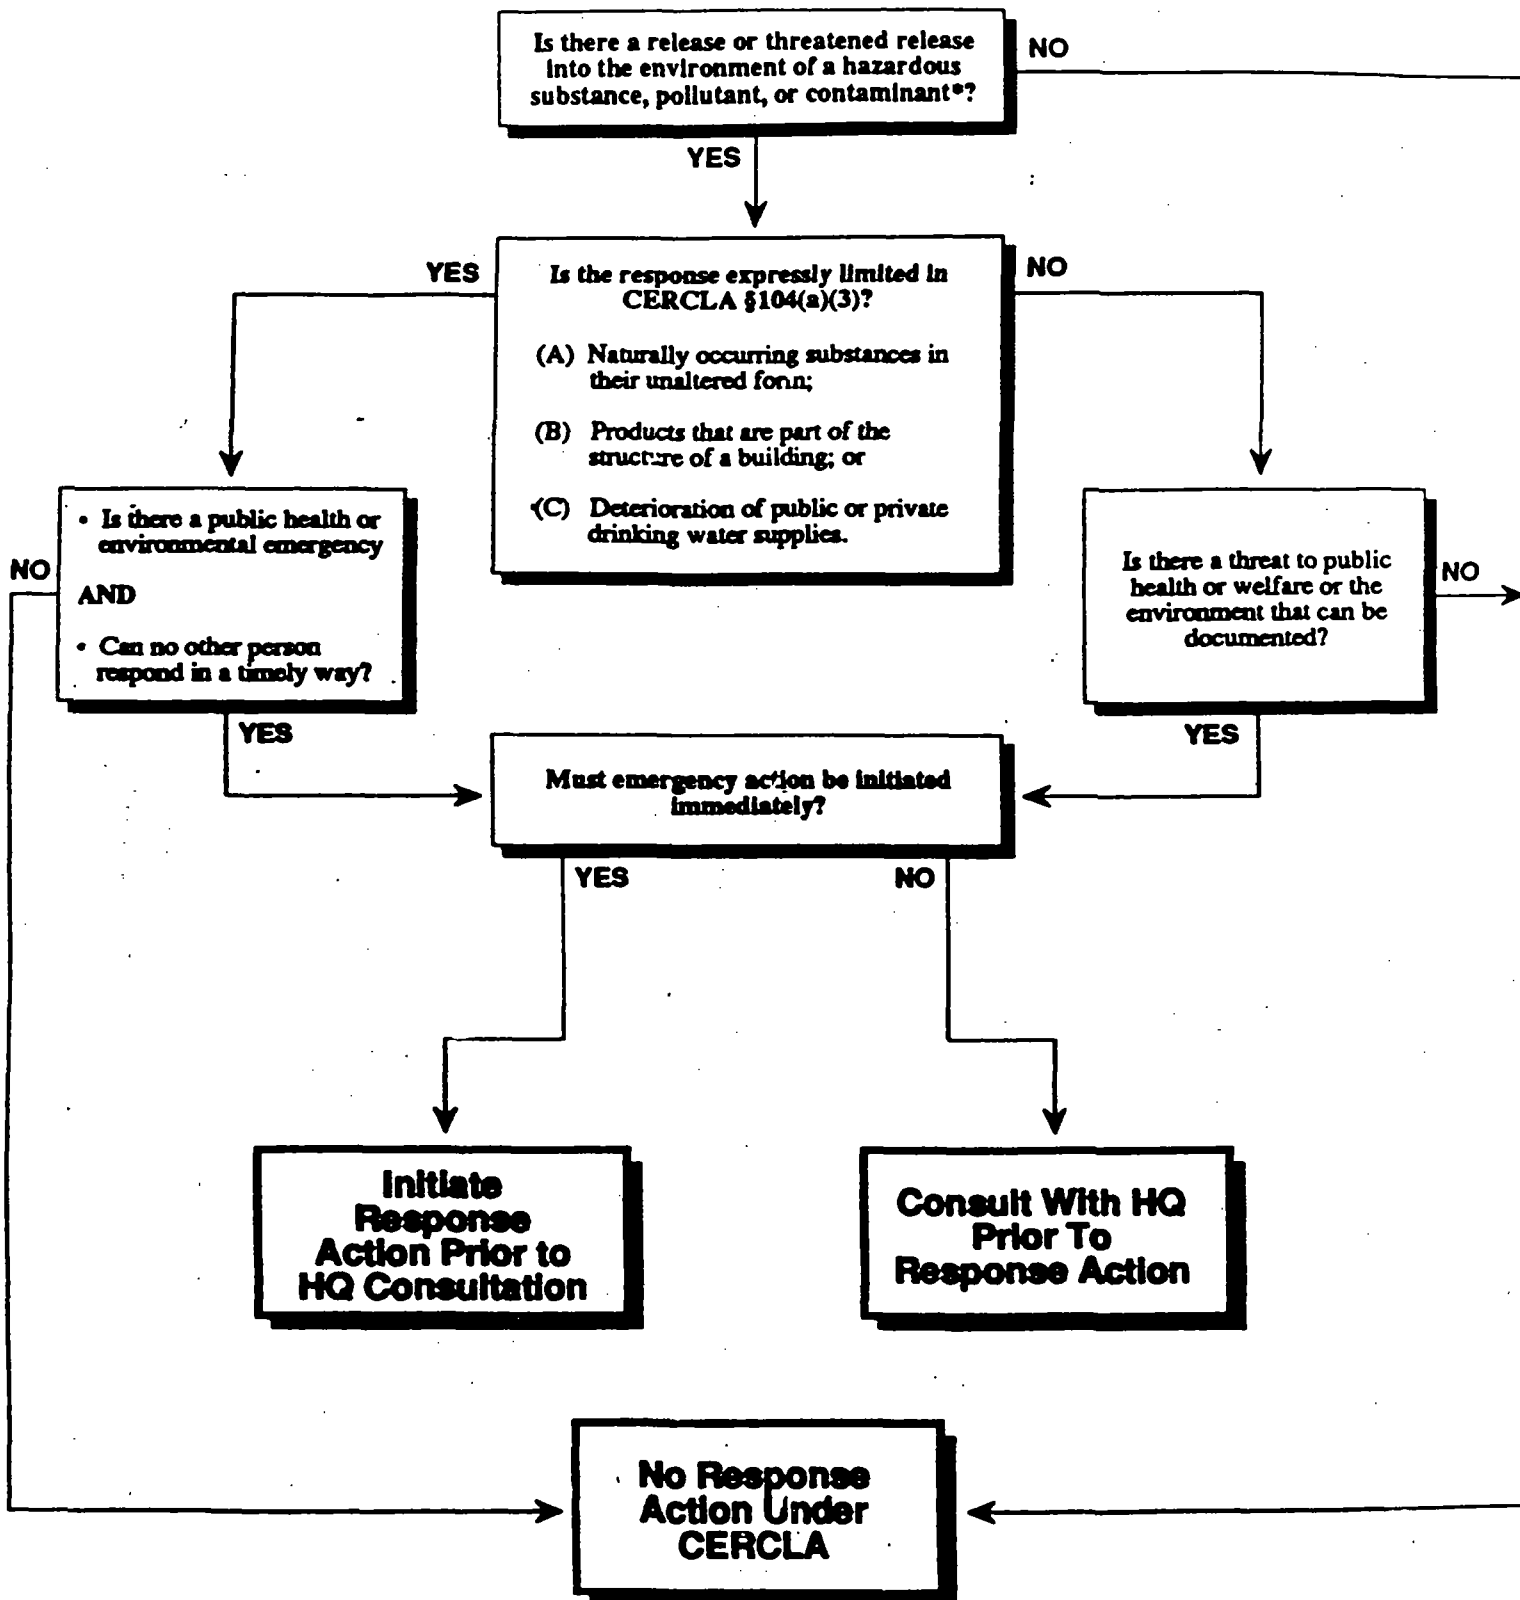 Is there a release or threatened release
into the environment of a hazardous
substance, pollutant, or contaminant*?
NO
YES
YES
Is the response expressly limited in
CERCLA §104(a)(3)?
NO
(A) Naturally occurring substances in
their unaltered form;
(B) Products that are part of the
structure of a building; or
(C) Deterioration of public or private
drinking water supplies.
NO
• Is there a public health or
environmental emergency
AND
• Can no other person
respond in a timely way?
YES
Is there a threat to public
health or welfare or the
environment that can be
documented?
NO
YES
Must emergency action be initiated
immediately?
YES
NO
Initiate
Response
Action Prior to
HQ Consultation
Consult With HQ
Prior To
Response Action
No Response
Action Under
CERCLA